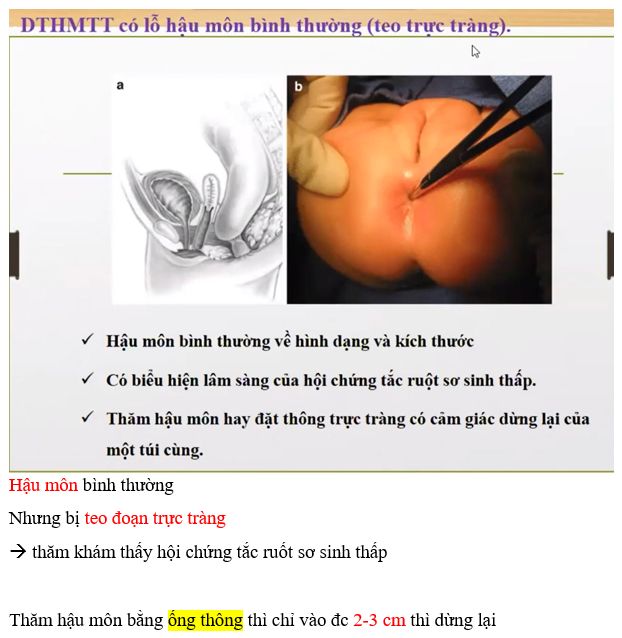 DTHMTT có lỗ hậu môn bình thường (teo trực tràng).
a
b
✓ Hậu môn bình thường về hình dạng và kích thước
✓ Có biểu hiện lâm sàng của hội chứng tắc ruột sơ sinh thấp.
✓ Thăm hậu môn hay đặt thông trực tràng có cảm giác dừng lại của
một túi cùng.
Hậu môn bình thường
Nhưng bị teo đoạn trực tràng
→ thăm khám thấy hội chứng tắc ruốt sơ sinh thấp
Thăm hậu môn bằng ống thông thì chỉ vào đc 2-3 cm thì dừng lại